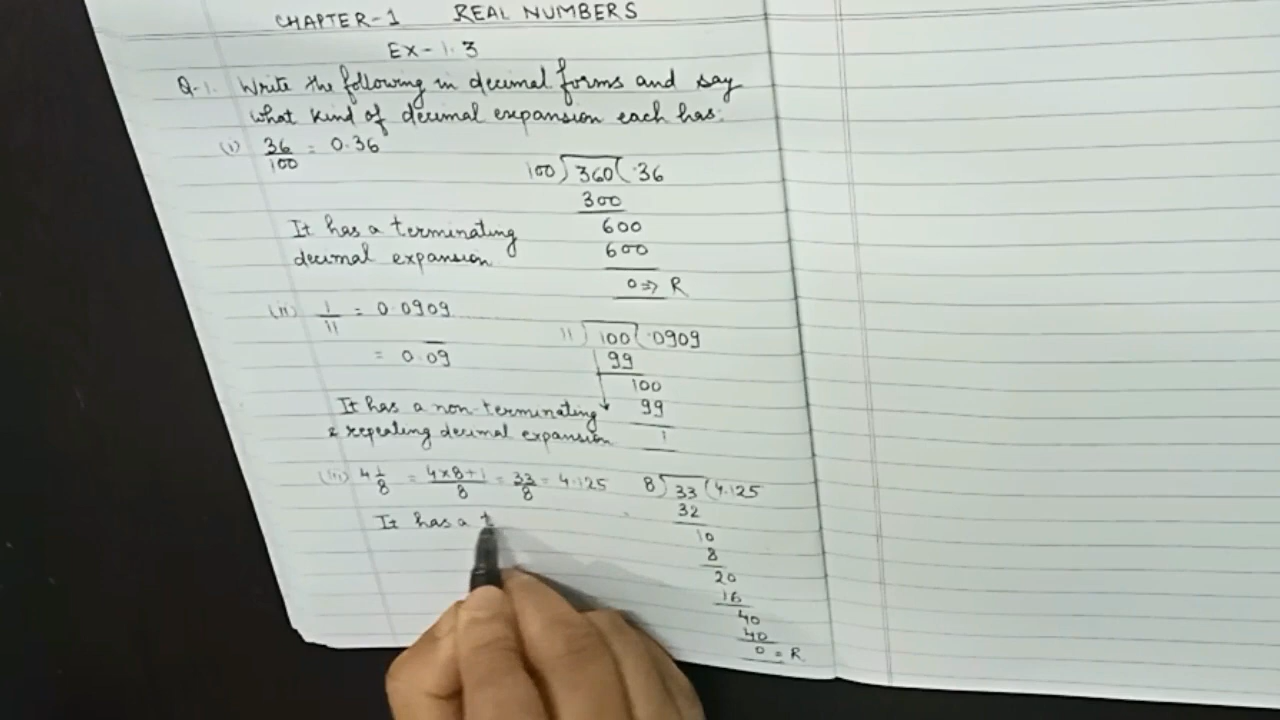 CHAPTER-1 REAL NUMBERS
EX-1.3
Q-1. Write the following in decimal forms and say
what kind of decimal expansion each has:
(i) 36/100 = 0.36
100) 360 (.36
300
600
600
0 ⇒ R
It has a terminating
decimal expansion
(ii) 1/11 = 0.0909
= 0.0̅9̅
11) 100 (.0909
99
100
99
1
It has a non-terminating
& repeating decimal expansion
(iii) 4 1/8 = 4×8+1/8 = 33/8 = 4.125
8) 33 (4.125
32
10
8
20
16
40
40
0 = R
It has a t